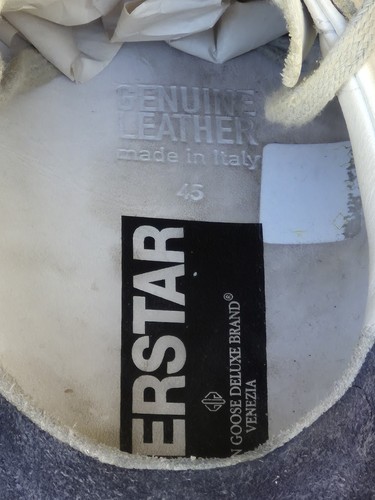 GENUINE
LEATHER
made in Italy
45
ERSTAR
N GOOSE DELUXE BRAND®
VENEZIA